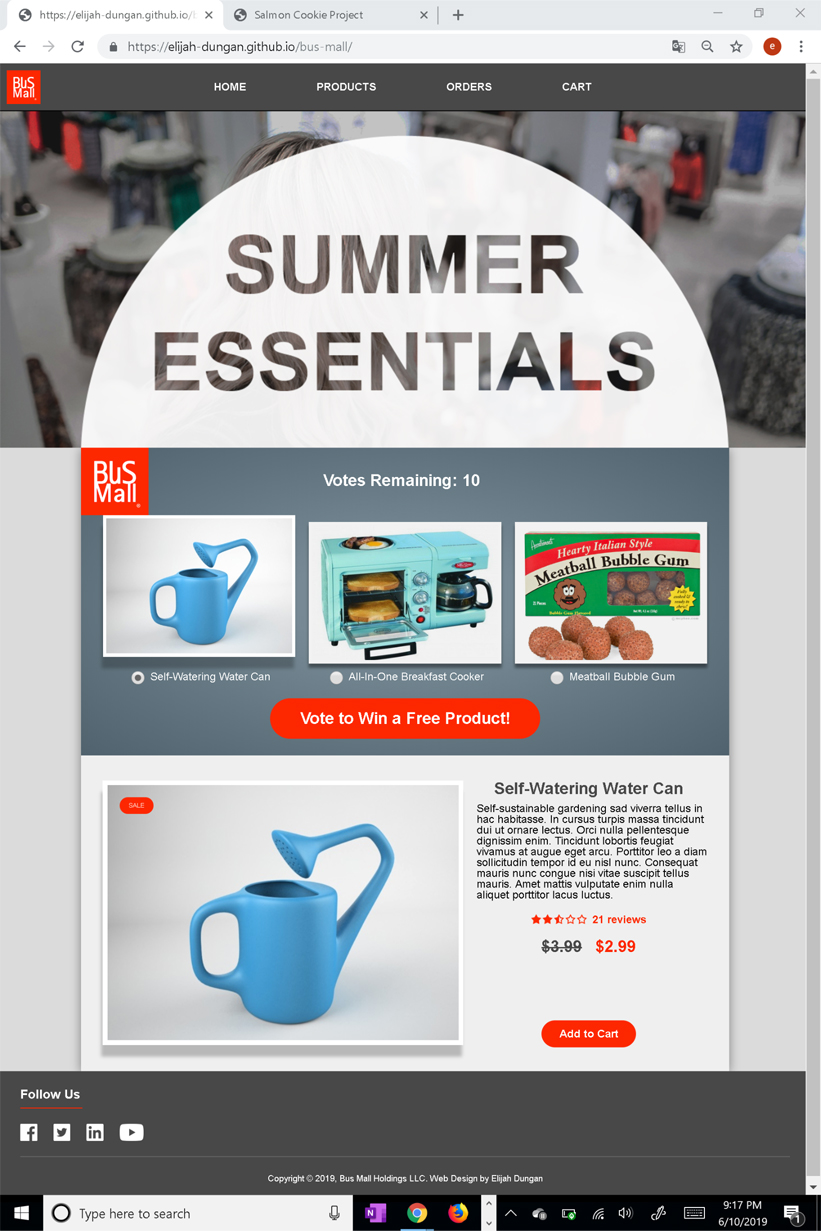 https://elijah-dungan.github.io/b
Salmon Cookie Project
https://elijah-dungan.github.io/bus-mall/
e
BUS
Mall
HOME PRODUCTS ORDERS CART
SUMMER
ESSENTIALS
BUS
Mall
Votes Remaining: 10
Hearty Italian Style
Meatball Bubble Gum
Self-Watering Water Can
All-In-One Breakfast Cooker
Meatball Bubble Gum
Vote to Win a Free Product!
SALE
Self-Watering Water Can
Self-sustainable gardening sad viverra tellus in
hac habitasse. In cursus turpis massa tincidunt
dui ut ornare lectus. Orci nulla pellentesque
dignissim enim. Tincidunt lobortis feugiat
vivamus at augue eget arcu. Porttitor leo a diam
sollicitudin tempor id eu nisl nunc. Consequat
mauris nunc congue nisi vitae suscipit tellus
mauris. Amet mattis vulputate enim nulla
aliquet porttitor lacus luctus.
21 reviews
$3.99 $2.99
Add to Cart
Follow Us
Copyright © 2019, Bus Mall Holdings LLC. Web Design by Elijah Dungan
Type here to search
9:17 PM
6/10/2019
1